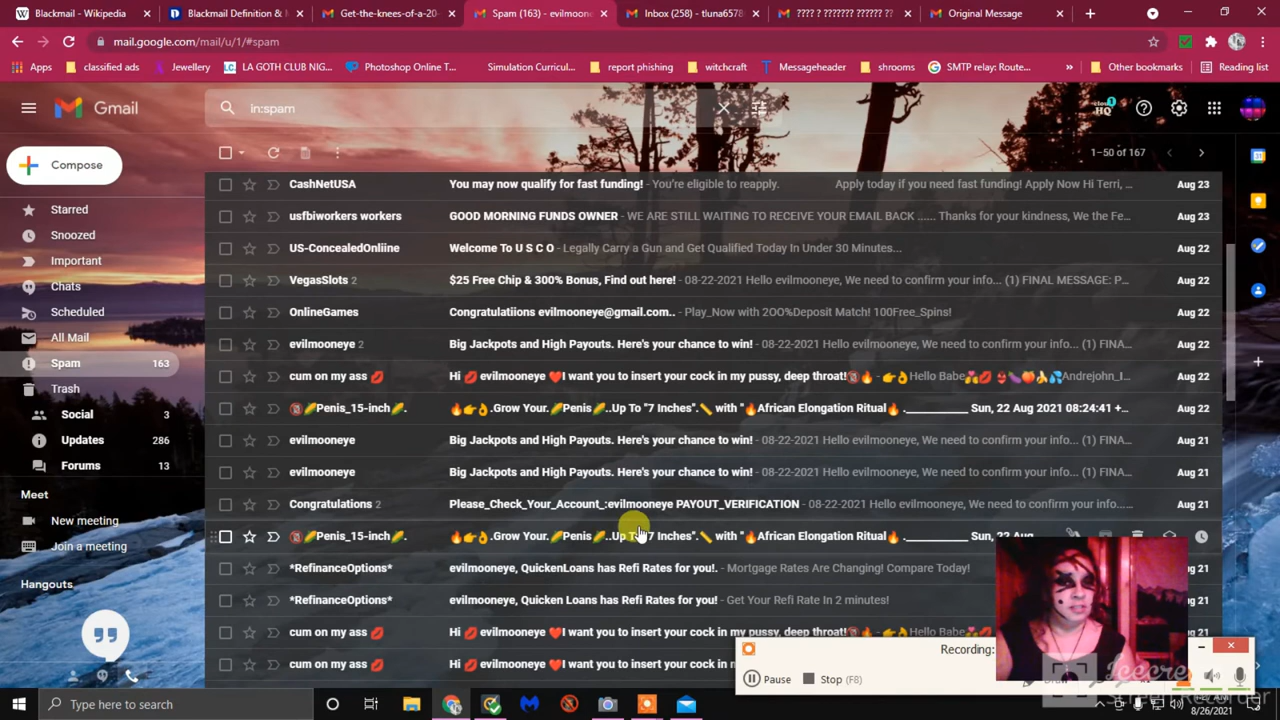 Blackmail - Wikipedia
Blackmail Definition & M
Get-the-knees-of-a-20-
Spam (163) - evilmoone
Inbox (258) - tluna6578
???? ? ??????? ?????? ??
Original Message
mail.google.com/mail/u/1/#spam
Apps classified ads Jewellery LA GOTH CLUB NIG... Photoshop Online T... Simulation Curricul... report phishing witchcraft Messageheader shrooms SMTP relay: Route... » Other bookmarks Reading list
Gmail
in:spam
Compose
1–50 of 167
Starred
Snoozed
Important
Chats
Scheduled
All Mail
Spam 163
Trash
Social 3
Updates 286
Forums 13
Meet
New meeting
Join a meeting
Hangouts
CashNetUSA You may now qualify for fast funding! - You're eligible to reapply. Apply today if you need fast funding! Apply Now Hi Terri, ... Aug 23
usfbiworkers workers GOOD MORNING FUNDS OWNER - WE ARE STILL WAITING TO RECEIVE YOUR EMAIL BACK ...... Thanks for your kindness, We the Fe... Aug 23
US-ConcealedOnliine Welcome To U S C O - Legally Carry a Gun and Get Qualified Today In Under 30 Minutes... Aug 22
VegasSlots 2 $25 Free Chip & 300% Bonus, Find out here! - 08-22-2021 Hello evilmooneye, We need to confirm your info... (1) FINAL MESSAGE: P... Aug 22
OnlineGames Congratulatiions evilmooneye@gmail.com.. - Play_Now with 2OO%Deposit Match! 100Free_Spins! Aug 22
evilmooneye 2 Big Jackpots and High Payouts. Here's your chance to win! - 08-22-2021 Hello evilmooneye, We need to confirm your info... (1) FINA... Aug 22
cum on my ass 💋 Hi 💋 evilmooneye ❤️I want you to insert your cock in my pussy, deep throat!🔞🔥 - 👉👌Hello Babe💑💋👙🍆🍑🍌💦Andrejohn_l... Aug 22
🔞🌽Penis_15-inch🌽. 🔥👉👌.Grow Your.🌽Penis🌽..Up To "7 Inches".📏 with "🔥African Elongation Ritual🔥 .__________ Sun, 22 Aug 2021 08:24:41 +... Aug 22
evilmooneye Big Jackpots and High Payouts. Here's your chance to win! - 08-22-2021 Hello evilmooneye, We need to confirm your info... (1) FINA... Aug 21
evilmooneye Big Jackpots and High Payouts. Here's your chance to win! - 08-22-2021 Hello evilmooneye, We need to confirm your info... (1) FINA... Aug 21
Congratulations 2 Please_Check_Your_Account_:evilmooneye PAYOUT_VERIFICATION - 08-21-2021 Hello evilmooneye, We need to confirm your info.... Aug 21
🔞🌽Penis_15-inch🌽. 🔥👉👌.Grow Your.🌽Penis🌽..Up To "7 Inches".📏 with "🔥African Elongation Ritual🔥 .__________ Sun, 22 Aug
*RefinanceOptions* evilmooneye, QuickenLoans has Refi Rates for you!. - Mortgage Rates Are Changing! Compare Today! 21
*RefinanceOptions* evilmooneye, Quicken Loans has Refi Rates for you! - Get Your Refi Rate In 2 minutes! 21
cum on my ass 💋 Hi 💋 evilmooneye ❤️I want you to insert your cock in my pussy, deep throat!🔞🔥 - 👉👌Hello Babe
cum on my ass 💋 Hi 💋 evilmooneye ❤️I want you to insert your cock in m
Recording:
Pause Stop (F8) Draw
Icecream
Screen Recorder
Type here to search
8/26/2021